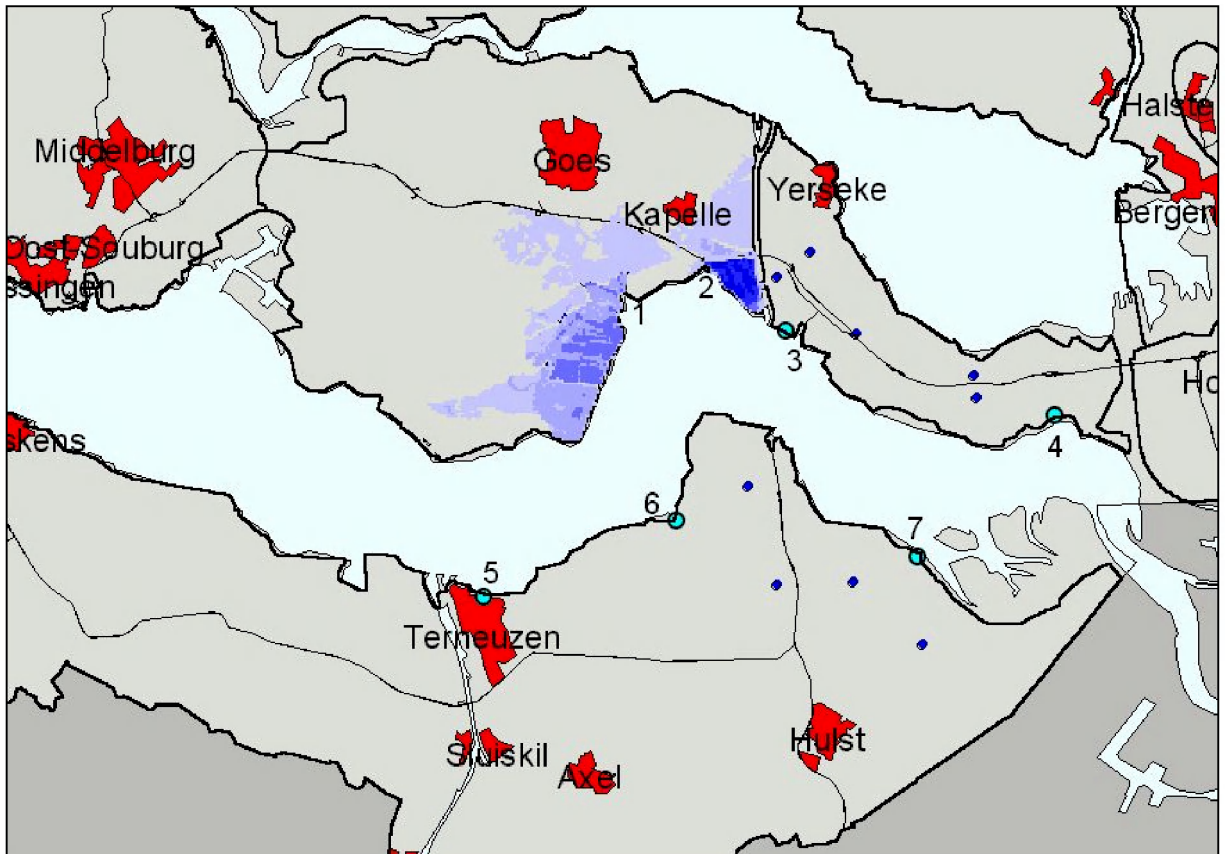 Halste
Middelburg
Goes
Yerseke
Kapelle
Bergen
Oost-Souburg
ssingen
2
1
3
Ho
skens
4
6
7
5
Terneuzen
Sluiskil
Hulst
Axel